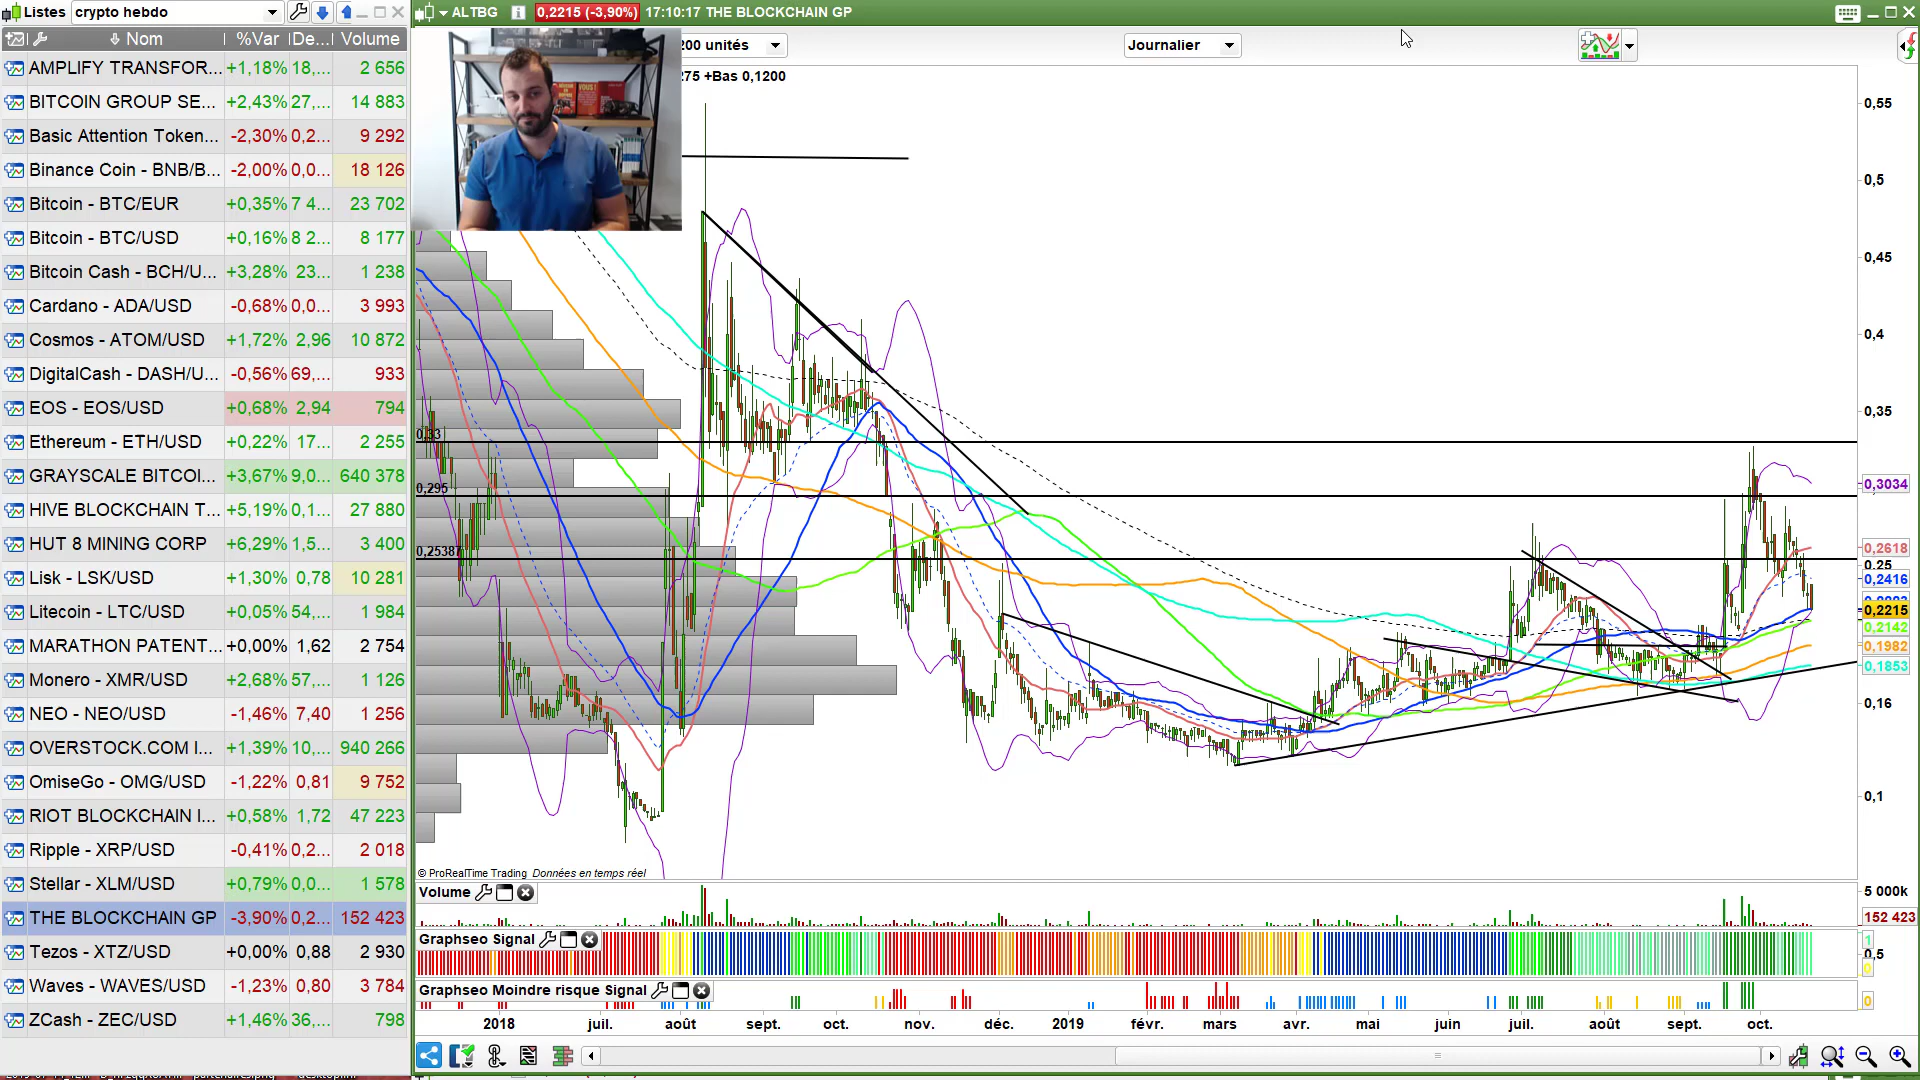 Listes crypto hebdo
Nom %Var De... Volume
AMPLIFY TRANSFOR... +1,18% 18,... 2 656
BITCOIN GROUP SE... +2,43% 27,... 14 883
Basic Attention Token... -2,30% 0,2... 9 292
Binance Coin - BNB/B... -2,00% 0,0... 18 126
Bitcoin - BTC/EUR +0,35% 7 4... 23 702
Bitcoin - BTC/USD +0,16% 8 2... 8 177
Bitcoin Cash - BCH/U... +3,28% 23... 1 238
Cardano - ADA/USD -0,68% 0,0... 3 993
Cosmos - ATOM/USD +1,72% 2,96 10 872
DigitalCash - DASH/U... -0,56% 69,... 933
EOS - EOS/USD +0,68% 2,94 794
Ethereum - ETH/USD +0,22% 17... 2 255
GRAYSCALE BITCOI... +3,67% 9,0... 640 378
HIVE BLOCKCHAIN T... +5,19% 0,1... 27 880
HUT 8 MINING CORP +6,29% 1,5... 3 400
Lisk - LSK/USD +1,30% 0,78 10 281
Litecoin - LTC/USD +0,05% 54,... 1 984
MARATHON PATENT... +0,00% 1,62 2 754
Monero - XMR/USD +2,68% 57,... 1 126
NEO - NEO/USD -1,46% 7,40 1 256
OVERSTOCK.COM I... +1,39% 10,... 940 266
OmiseGo - OMG/USD -1,22% 0,81 9 752
RIOT BLOCKCHAIN I... +0,58% 1,72 47 223
Ripple - XRP/USD -0,41% 0,2... 2 018
Stellar - XLM/USD +0,79% 0,0... 1 578
THE BLOCKCHAIN GP -3,90% 0,2... 152 423
Tezos - XTZ/USD +0,00% 0,88 2 930
Waves - WAVES/USD -1,23% 0,80 3 784
ZCash - ZEC/USD +1,46% 36,... 798
ALTBG 0,2215 (-3,90%) 17:10:17 THE BLOCKCHAIN GP
200 unités Journalier
275 +Bas 0,1200
0,55
0,5
0,45
0,4
0,35
0,33
0,295
0,3034
0,25387
0,2618
0,25
0,2416
0,2215
0,2142
0,1982
0,1853
0,16
0,1
© ProRealTime Trading Données en temps réel
Volume 5 000k
152 423
Graphseo Signal 1
0,5
0
Graphseo Moindre risque Signal 0
2018 juil. août sept. oct. nov. déc. 2019 févr. mars avr. mai juin juil. août sept. oct.